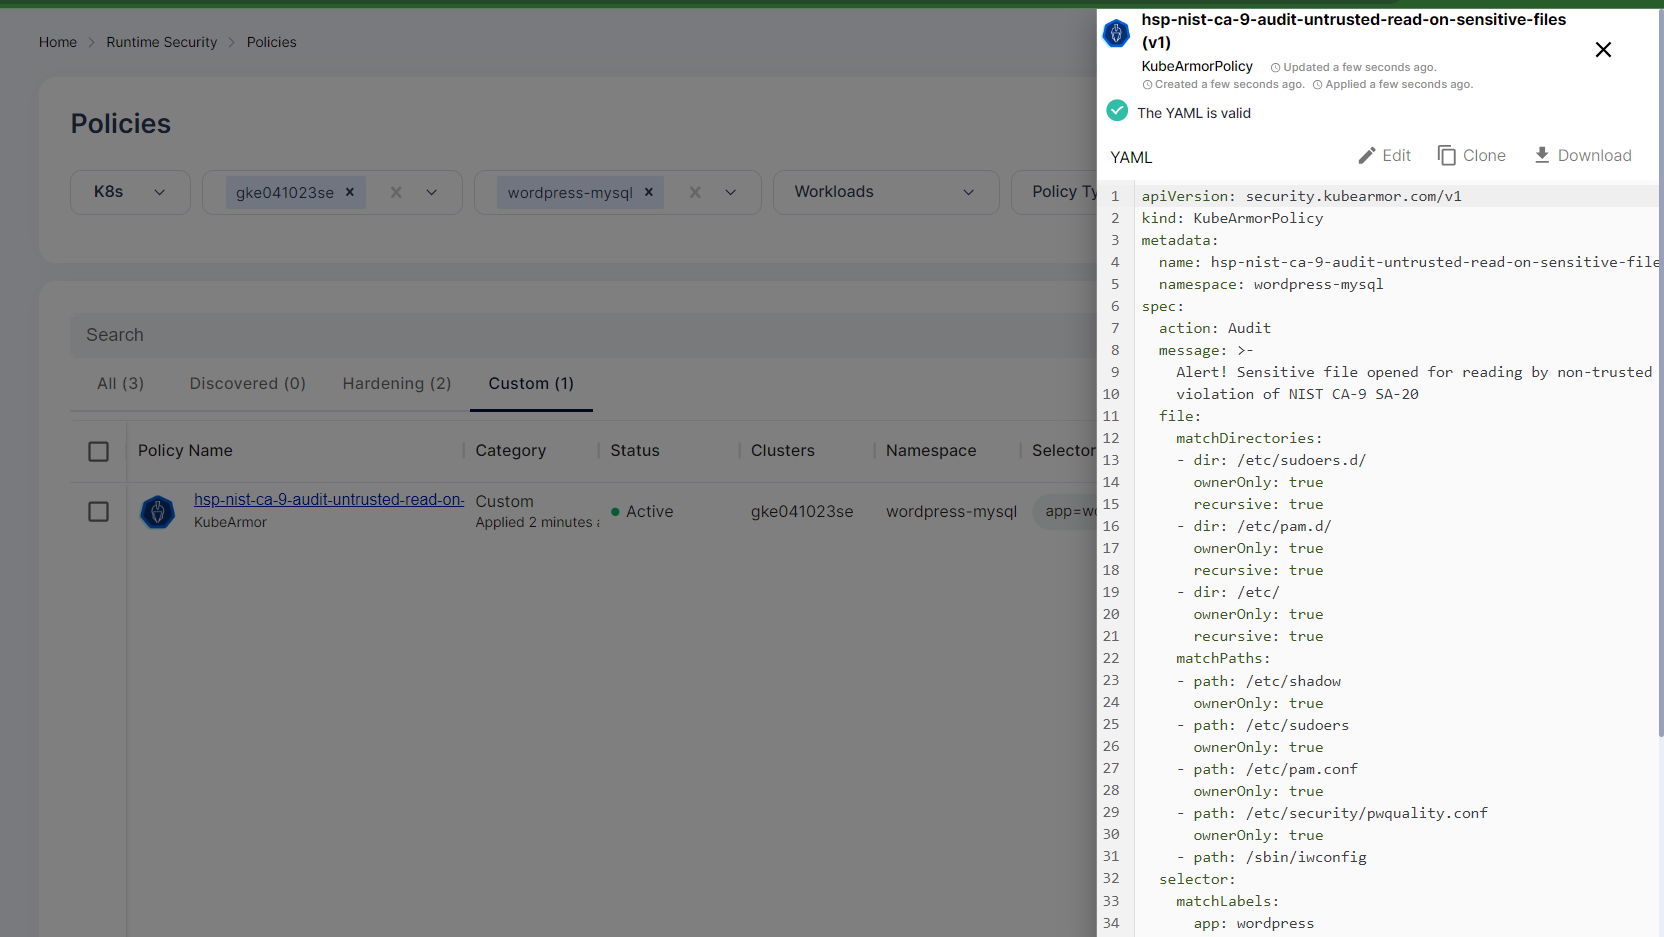 Home > Runtime Security > Policies
Policies
K8s
gke041023se ×
wordpress-mysql ×
Workloads
Policy Ty
Search
All (3)
Discovered (0)
Hardening (2)
Custom (1)
Policy Name
Category
Status
Clusters
Namespace
Selector
hsp-nist-ca-9-audit-untrusted-read-on-
KubeArmor
Custom
Applied 2 minutes
Active
gke041023se
wordpress-mysql
hsp-nist-ca-9-audit-untrusted-read-on-sensitive-files
(v1)
KubeArmorPolicy Updated a few seconds ago.
Created a few seconds ago. Applied a few seconds ago.
The YAML is valid
YAML Edit Clone Download
1 apiVersion: security.kubearmor.com/v1
2 kind: KubeArmorPolicy
3 metadata:
4 name: hsp-nist-ca-9-audit-untrusted-read-on-sensitive-file
5 namespace: wordpress-mysql
6 spec:
7 action: Audit
8 message: >-
9 Alert! Sensitive file opened for reading by non-trusted
10 violation of NIST CA-9 SA-20
11 file:
12 matchDirectories:
13 - dir: /etc/sudoers.d/
14 ownerOnly: true
15 recursive: true
16 - dir: /etc/pam.d/
17 ownerOnly: true
18 recursive: true
19 - dir: /etc/
20 ownerOnly: true
21 recursive: true
22 matchPaths:
23 - path: /etc/shadow
24 ownerOnly: true
25 - path: /etc/sudoers
26 ownerOnly: true
27 - path: /etc/pam.conf
28 ownerOnly: true
29 - path: /etc/security/pwquality.conf
30 ownerOnly: true
31 - path: /sbin/iwconfig
32 selector:
33 matchLabels:
34 app: wordpress